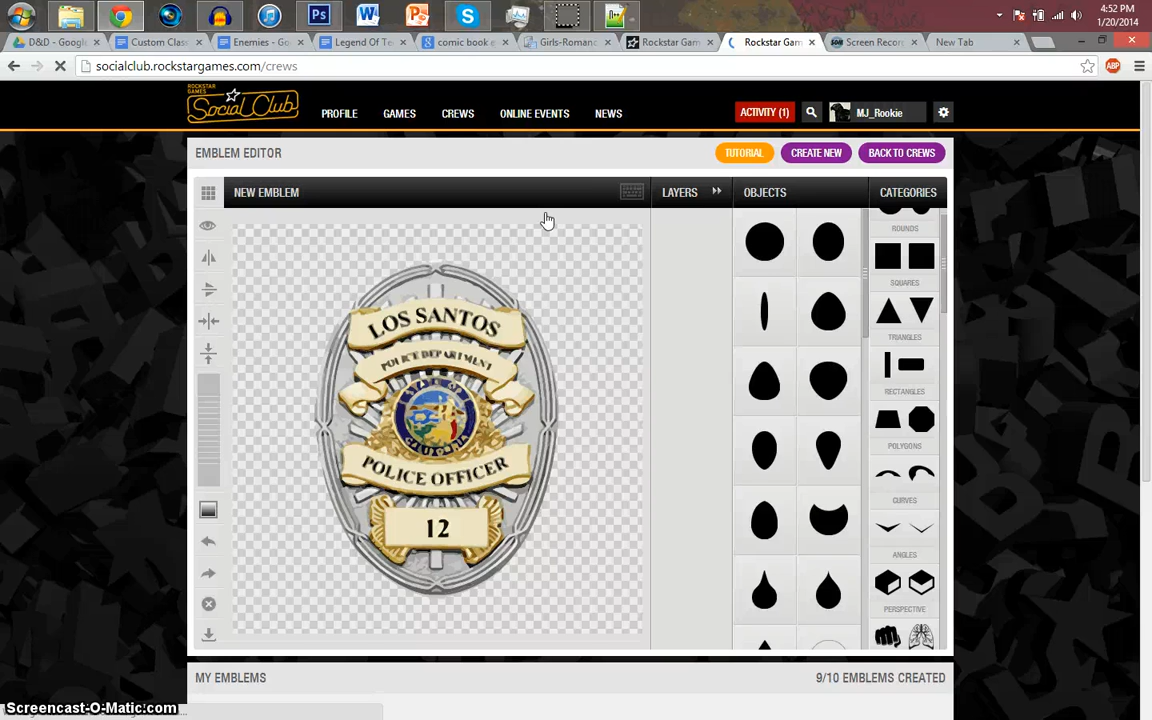 4:52 PM
1/20/2014
D&D - Google
Custom Clas
Enemies - Go
Legend Of Te
comic book e
Girls-Romanc
Rockstar Gam
Rockstar Gam
Screen Recor
New Tab
socialclub.rockstargames.com/crews
ABP
ROCKSTAR GAMES
Social Club
PROFILE
GAMES
CREWS
ONLINE EVENTS
NEWS
ACTIVITY (1)
MJ_Rookie
EMBLEM EDITOR
TUTORIAL
CREATE NEW
BACK TO CREWS
NEW EMBLEM
LAYERS
OBJECTS
CATEGORIES
ROUNDS
SQUARES
TRIANGLES
RECTANGLES
POLYGONS
CURVES
ANGLES
PERSPECTIVE
LOS SANTOS
POLICE DEPARTMENT
POLICE OFFICER
12
MY EMBLEMS
9/10 EMBLEMS CREATED
Screencast-O-Matic.com